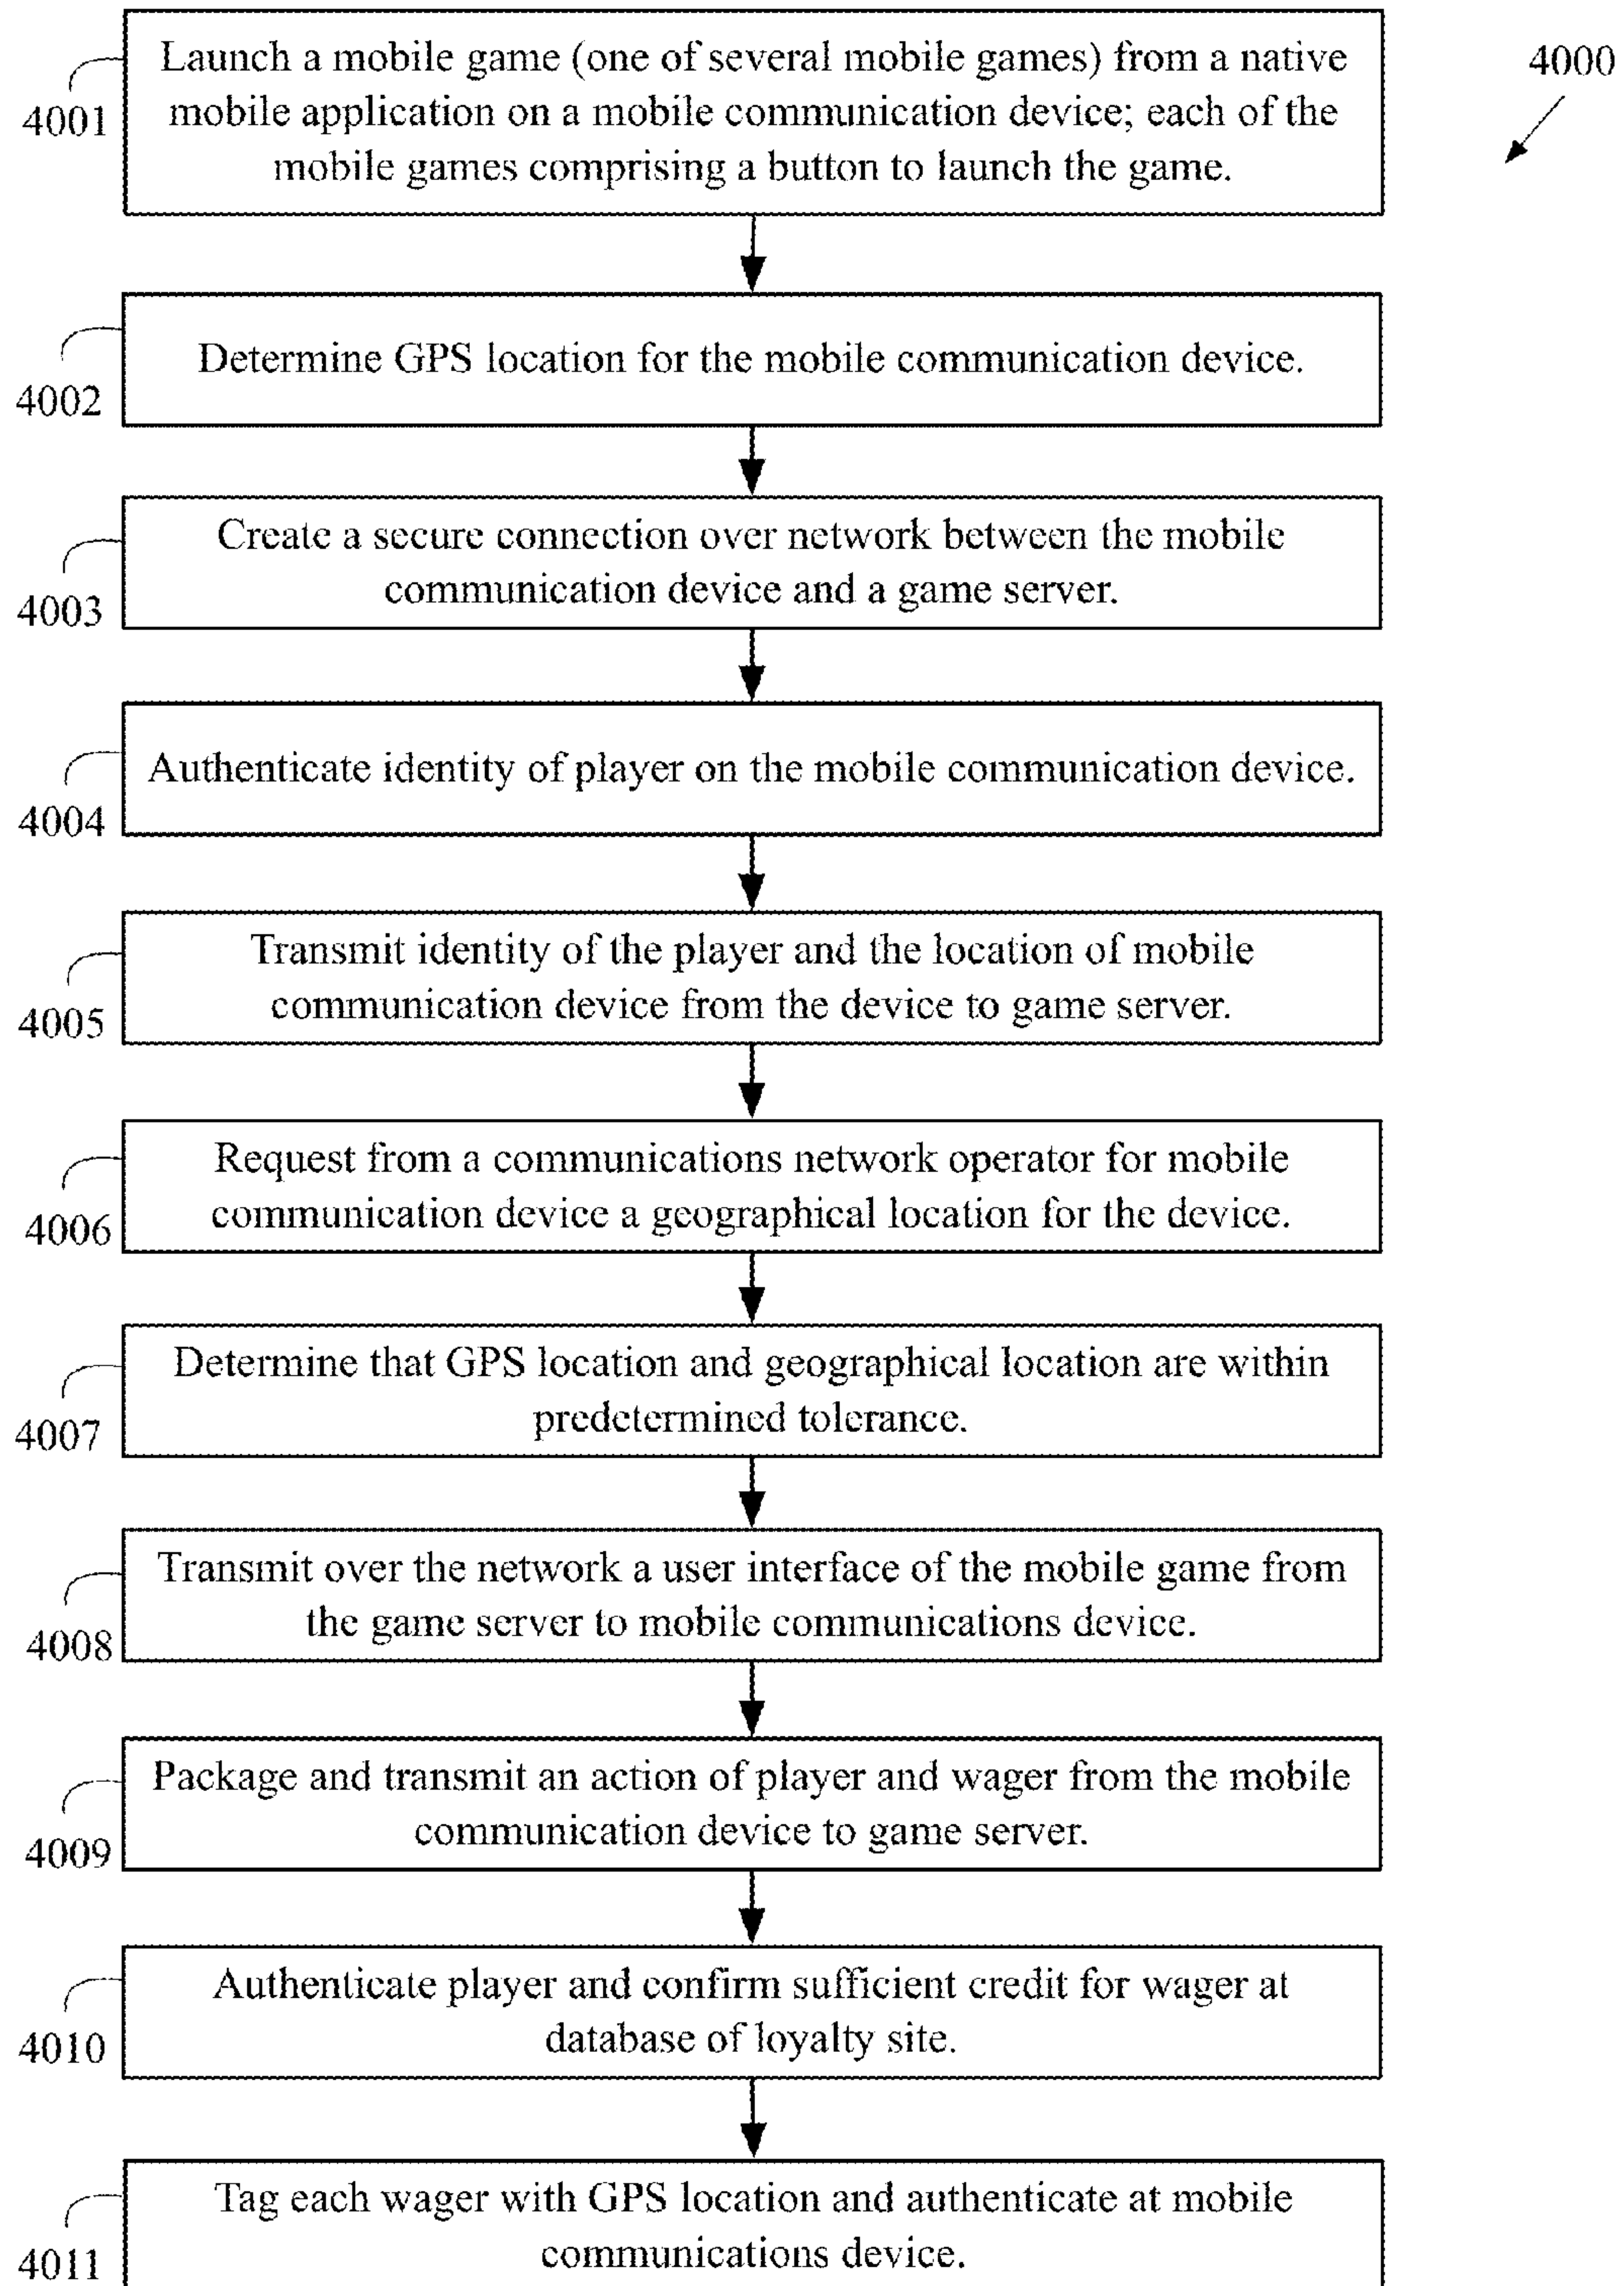 Launch a mobile game (one of several mobile games) from a native
mobile application on a mobile communication device; each of the
mobile games comprising a button to launch the game.
4001
4000
Determine GPS location for the mobile communication device.
4002
Create a secure connection over network between the mobile
communication device and a game server.
4003
Authenticate identity of player on the mobile communication device.
4004
Transmit identity of the player and the location of mobile
communication device from the device to game server.
4005
Request from a communications network operator for mobile
communication device a geographical location for the device.
4006
Determine that GPS location and geographical location are within
predetermined tolerance.
4007
Transmit over the network a user interface of the mobile game from
the game server to mobile communications device.
4008
Package and transmit an action of player and wager from the mobile
communication device to game server.
4009
Authenticate player and confirm sufficient credit for wager at
database of loyalty site.
4010
Tag each wager with GPS location and authenticate at mobile
communications device.
4011